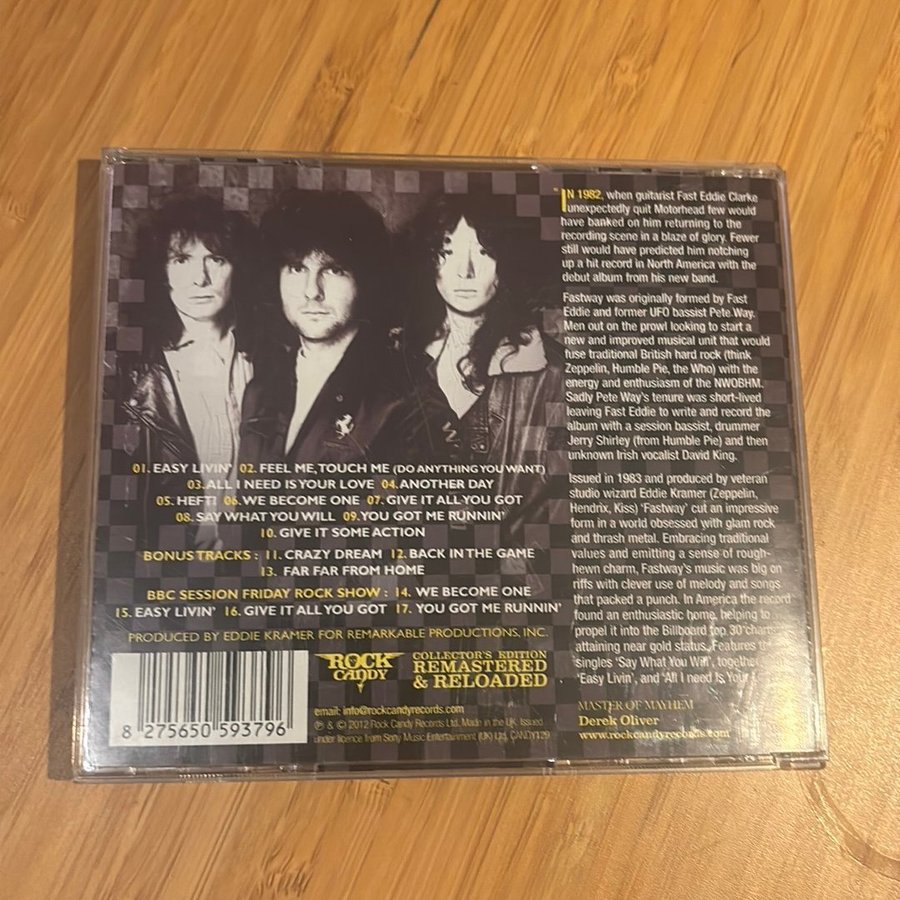 01. EASY LIVIN' 02. FEEL ME, TOUCH ME (DO ANYTHING YOU WANT)
03. ALL I NEED IS YOUR LOVE 04. ANOTHER DAY
05. HEFT! 06. WE BECOME ONE 07. GIVE IT ALL YOU GOT
08. SAY WHAT YOU WILL 09. YOU GOT ME RUNNIN'
10. GIVE IT SOME ACTION
BONUS TRACKS : 11. CRAZY DREAM 12. BACK IN THE GAME
13. FAR FAR FROM HOME
BBC SESSION FRIDAY ROCK SHOW : 14. WE BECOME ONE
15. EASY LIVIN' 16. GIVE IT ALL YOU GOT 17. YOU GOT ME RUNNIN'
PRODUCED BY EDDIE KRAMER FOR REMARKABLE PRODUCTIONS, INC.
8 275650 593796
ROCK
CANDY
COLLECTOR'S EDITION
REMASTERED
& RELOADED
email: info@rockcandyrecords.com
℗ & © 2012 Rock Candy Records Ltd. Made in the UK. Issued
under licence from Sony Music Entertainment (UK) Ltd. CANDY129
IN 1982, when guitarist Fast Eddie Clarke
unexpectedly quit Motorhead few would
have banked on him returning to the
recording scene in a blaze of glory. Fewer
still would have predicted him notching
up a hit record in North America with the
debut album from his new band.
Fastway was originally formed by Fast
Eddie and former UFO bassist Pete Way.
Men out on the prowl looking to start a
new and improved musical unit that would
fuse traditional British hard rock (think
Zeppelin, Humble Pie, the Who) with the
energy and enthusiasm of the NWOBHM.
Sadly Pete Way's tenure was short-lived
leaving Fast Eddie to write and record the
album with a session bassist, drummer
Jerry Shirley (from Humble Pie) and then
unknown Irish vocalist David King.
Issued in 1983 and produced by veteran
studio wizard Eddie Kramer (Zeppelin,
Hendrix, Kiss) 'Fastway' cut an impressive
form in a world obsessed with glam rock
and thrash metal. Embracing traditional
values and emitting a sense of rough-
hewn charm, Fastway's music was big on
riffs with clever use of melody and songs
that packed a punch. In America the record
found an enthusiastic home, helping to
propel it into the Billboard top 30 chart
attaining near gold status. Features the
singles 'Say What You Will', together
'Easy Livin', and 'All I need Is Your
MASTER OF MAYHEM
Derek Oliver
www.rockcandyrecords.com